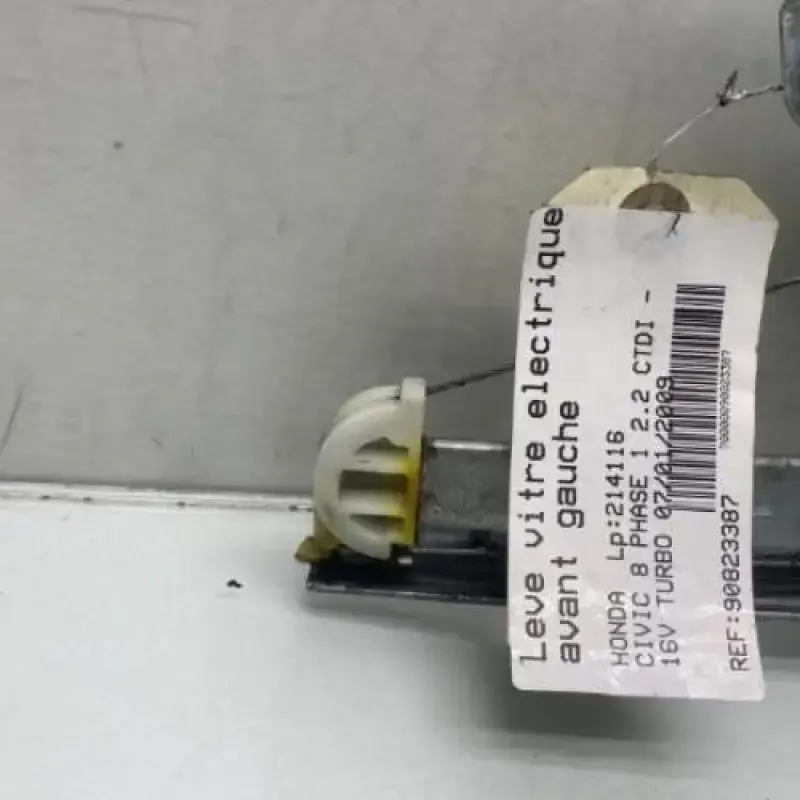 Leve vitre electrique
avant gauche
HONDA Lp:214116
CIVIC 8 PHASE 1 2.2 CTDI -
16V TURBO 07/01/2009
REF:90823387